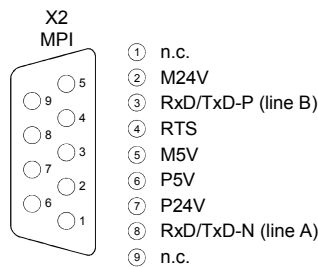 X2
MPI
5
9
4
8
3
7
2
6
1
1 n.c.
2 M24V
3 RxD/TxD-P (line B)
4 RTS
5 M5V
6 P5V
7 P24V
8 RxD/TxD-N (line A)
9 n.c.